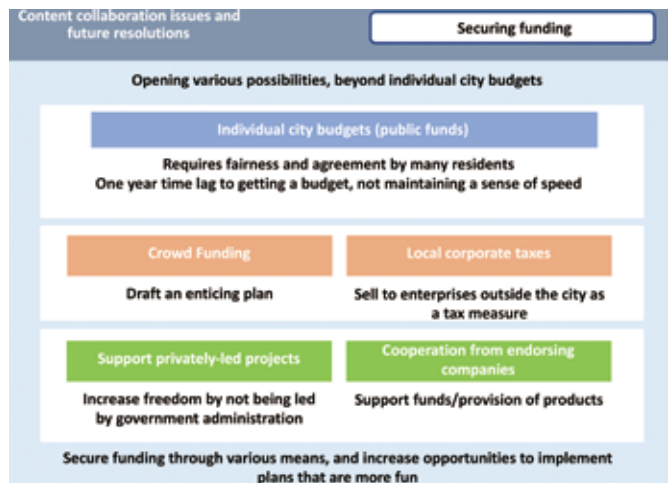 Content collaboration issues and
future resolutions
Securing funding
Opening various possibilities, beyond individual city budgets
Individual city budgets (public funds)
Requires fairness and agreement by many residents
One year time lag to getting a budget, not maintaining a sense of speed
Crowd Funding
Draft an enticing plan
Local corporate taxes
Sell to enterprises outside the city as
a tax measure
Support privately-led projects
Increase freedom by not being led
by government administration
Cooperation from endorsing
companies
Support funds/provision of products
Secure funding through various means, and increase opportunities to implement
plans that are more fun